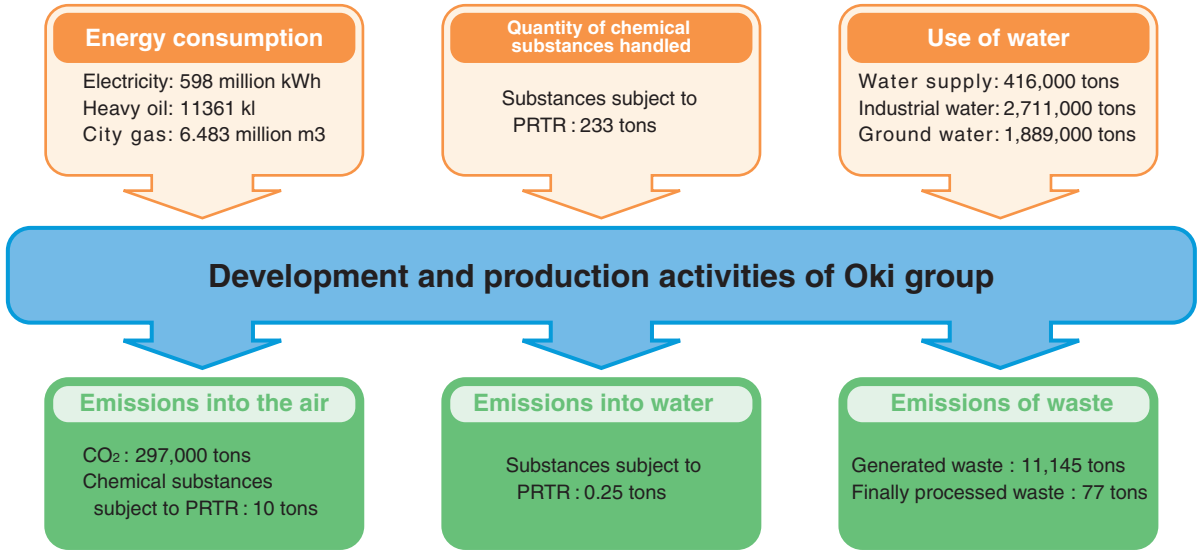 Energy consumption
Electricity: 598 million kWh
Heavy oil: 11361 kl
City gas: 6.483 million m3
Quantity of chemical
substances handled
Substances subject to
PRTR : 233 tons
Use of water
Water supply: 416,000 tons
Industrial water: 2,711,000 tons
Ground water: 1,889,000 tons
Development and production activities of Oki group
Emissions into the air
CO2 : 297,000 tons
Chemical substances
subject to PRTR : 10 tons
Emissions into water
Substances subject to
PRTR : 0.25 tons
Emissions of waste
Generated waste : 11,145 tons
Finally processed waste : 77 tons